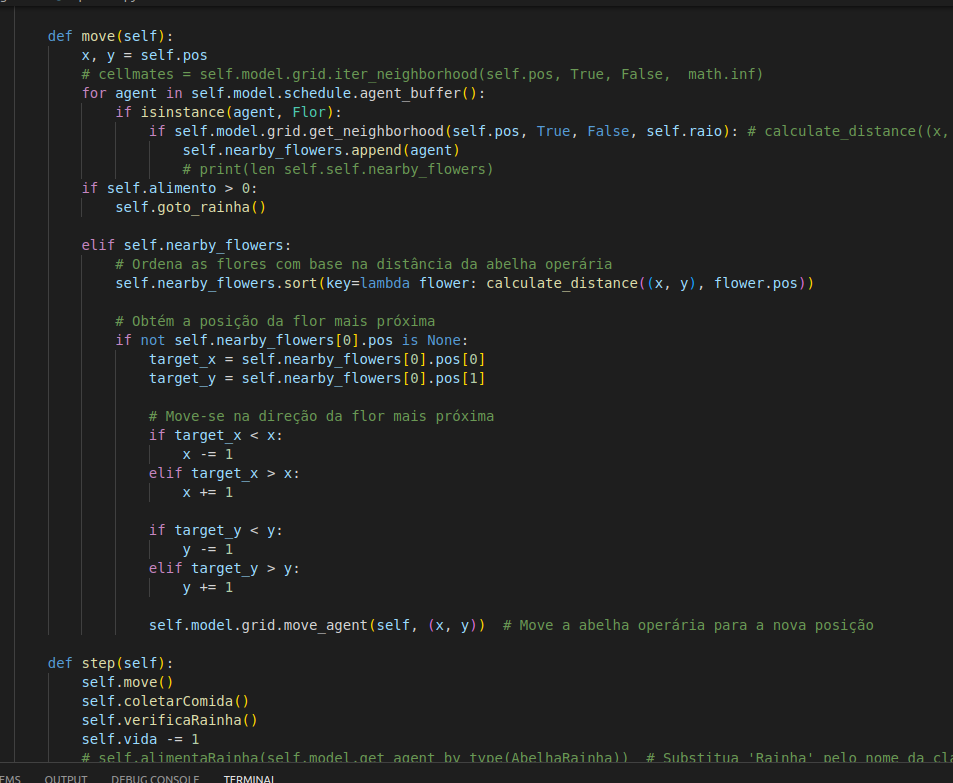 def move(self):
x, y = self.pos
# cellmates = self.model.grid.iter_neighborhood(self.pos, True, False,  math.inf)
for agent in self.model.schedule.agent_buffer():
if isinstance(agent, Flor):
if self.model.grid.get_neighborhood(self.pos, True, False, self.raio): # calculate_distance((x,
self.nearby_flowers.append(agent)
# print(len self.self.nearby_flowers)
if self.alimento > 0:
self.goto_rainha()
elif self.nearby_flowers:
# Ordena as flores com base na distância da abelha operária
self.nearby_flowers.sort(key=lambda flower: calculate_distance((x, y), flower.pos))
# Obtém a posição da flor mais próxima
if not self.nearby_flowers[0].pos is None:
target_x = self.nearby_flowers[0].pos[0]
target_y = self.nearby_flowers[0].pos[1]
# Move-se na direção da flor mais próxima
if target_x < x:
x -= 1
elif target_x > x:
x += 1
if target_y < y:
y -= 1
elif target_y > y:
y += 1
self.model.grid.move_agent(self, (x, y))  # Move a abelha operária para a nova posição
def step(self):
self.move()
self.coletarComida()
self.verificaRainha()
self.vida -= 1
# self.alimentaRainha(self.model.get_agent_by_type(AbelhaRainha))  # Substitua 'Rainha' pelo nome da cla
EMS OUTPUT DEBUG CONSOLE TERMINAL